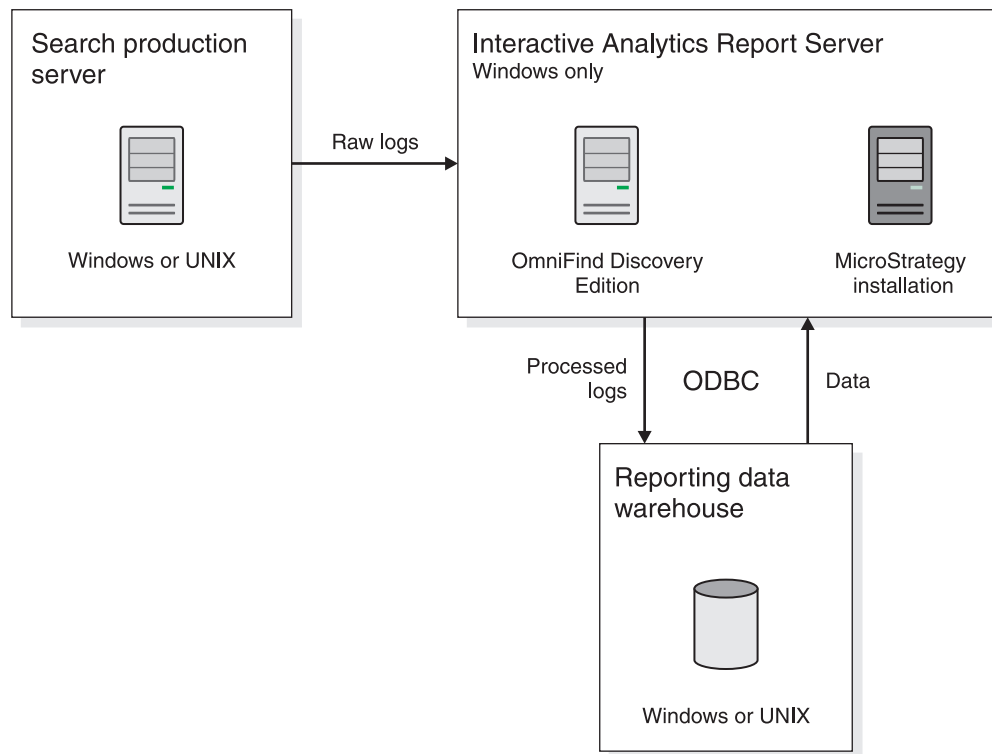 Search production
server
Windows or UNIX
Raw logs
Interactive Analytics Report Server
Windows only
OmniFind Discovery
Edition
MicroStrategy
installation
Processed
logs
ODBC
Data
Reporting data
warehouse
Windows or UNIX